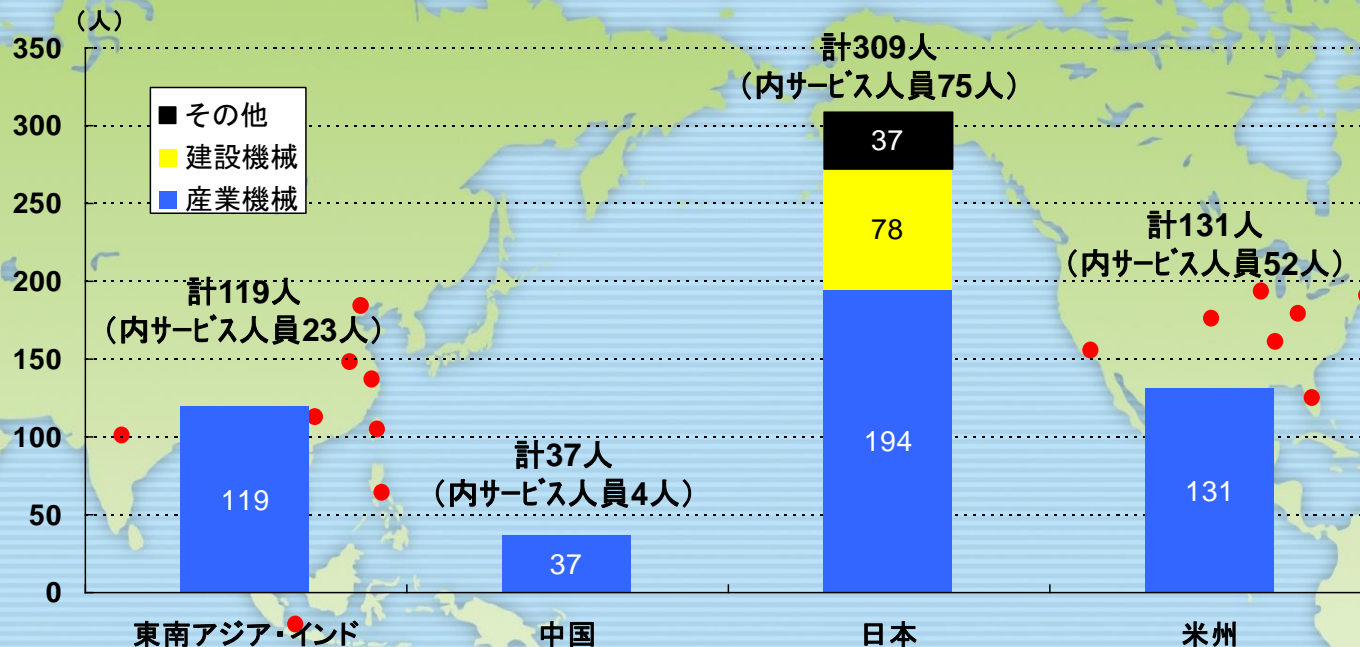 （人）
350
300
250
200
150
100
50
0
■ その他
■ 建設機械
■ 産業機械
計119人
（内ｻｰﾋﾞｽ人員23人）
119
計37人
（内ｻｰﾋﾞｽ人員4人）
37
計309人
（内ｻｰﾋﾞｽ人員75人）
37
78
194
計131人
（内ｻｰﾋﾞｽ人員52人）
131
東南アジア・インド
中国
日本
米州